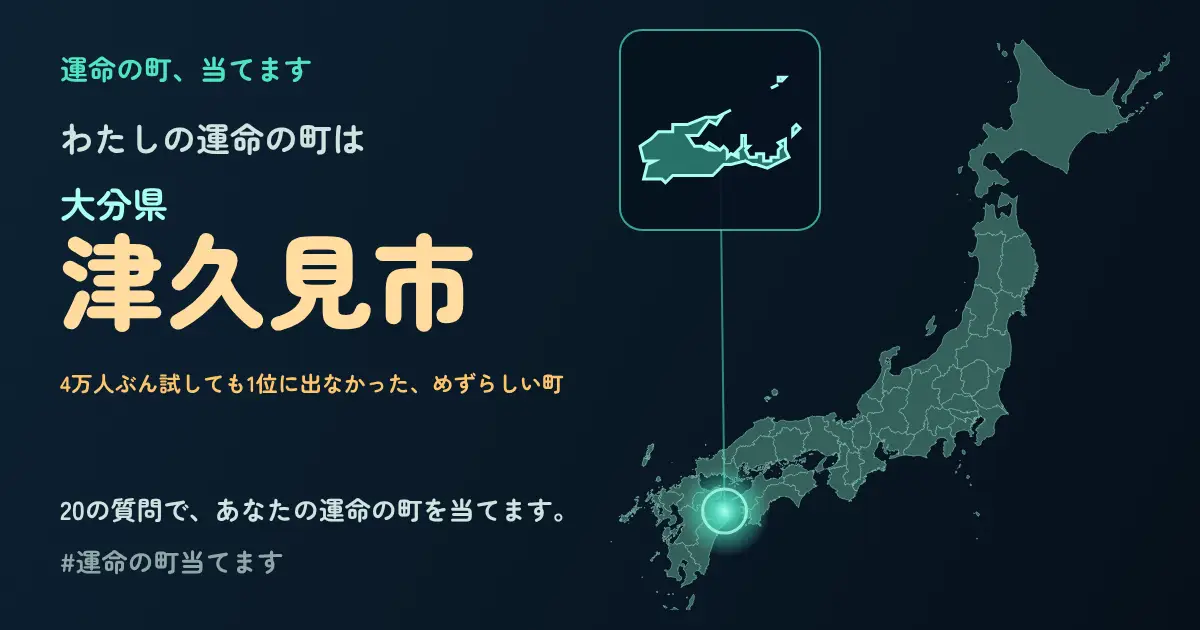 運命の町、当てます
わたしの運命の町は
大分県
津久見市
4万人ぶん試しても1位に出なかった、めずらしい町
20の質問で、あなたの運命の町を当てます。
#運命の町当てます